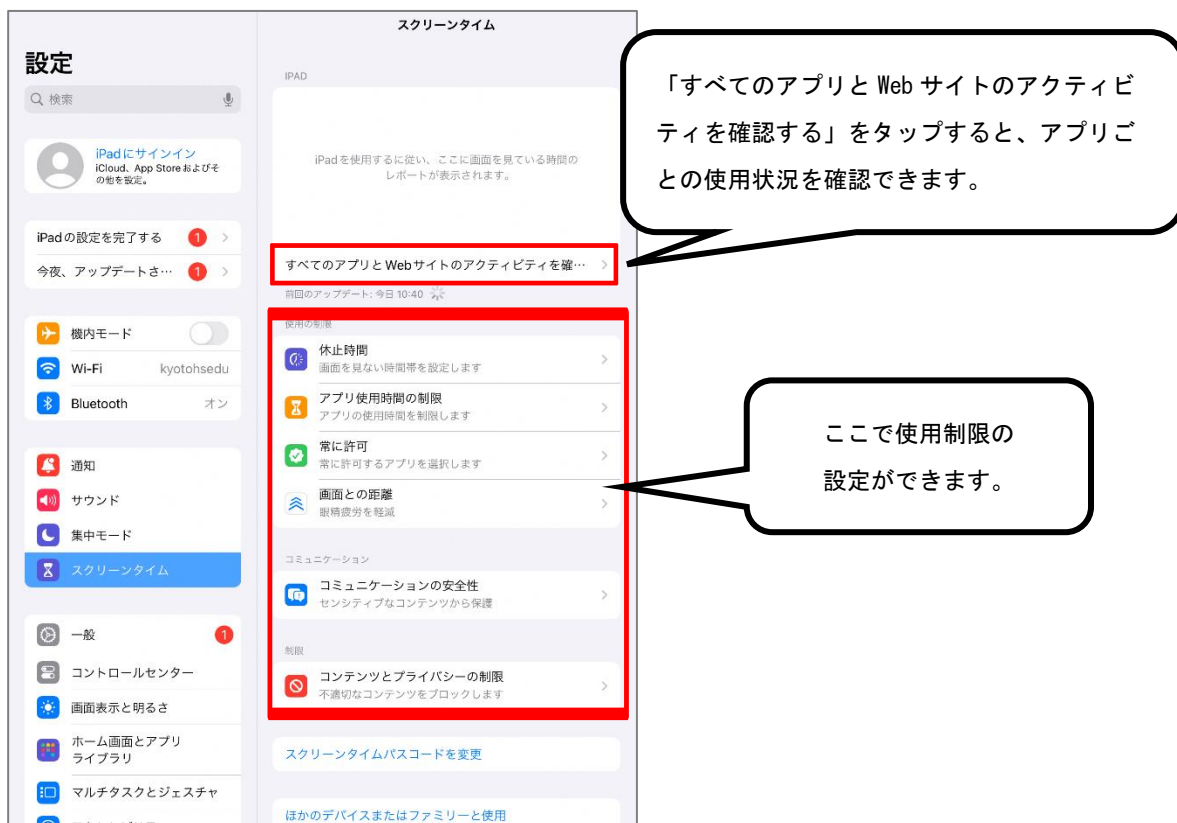 スクリーンタイム
設定
検索
iPadにサインイン
iCloud、App Storeおよびそ
の他を設定。
iPadの設定を完了する 1
今夜、アップデートさ… 1
機内モード
Wi-Fi kyotohsedu
Bluetooth オン
通知
サウンド
集中モード
スクリーンタイム
一般 1
コントロールセンター
画面表示と明るさ
ホーム画面とアプリ
ライブラリ
マルチタスクとジェスチャ
IPAD
iPadを使用するに従い、ここに画面を見ている時間の
レポートが表示されます。
すべてのアプリとWebサイトのアクティビティを確…
前回のアップデート: 今日 10:40
使用の制限
休止時間
画面を見ない時間帯を設定します
アプリ使用時間の制限
アプリの使用時間を制限します
常に許可
常に許可するアプリを選択します
画面との距離
眼精疲労を軽減
コミュニケーション
コミュニケーションの安全性
センシティブなコンテンツから保護
制限
コンテンツとプライバシーの制限
不適切なコンテンツをブロックします
スクリーンタイムパスコードを変更
ほかのデバイスまたはファミリーと使用
「すべてのアプリと Web サイトのアクティビ
ティを確認する」をタップすると、アプリご
との使用状況を確認できます。
ここで使用制限の
設定ができます。